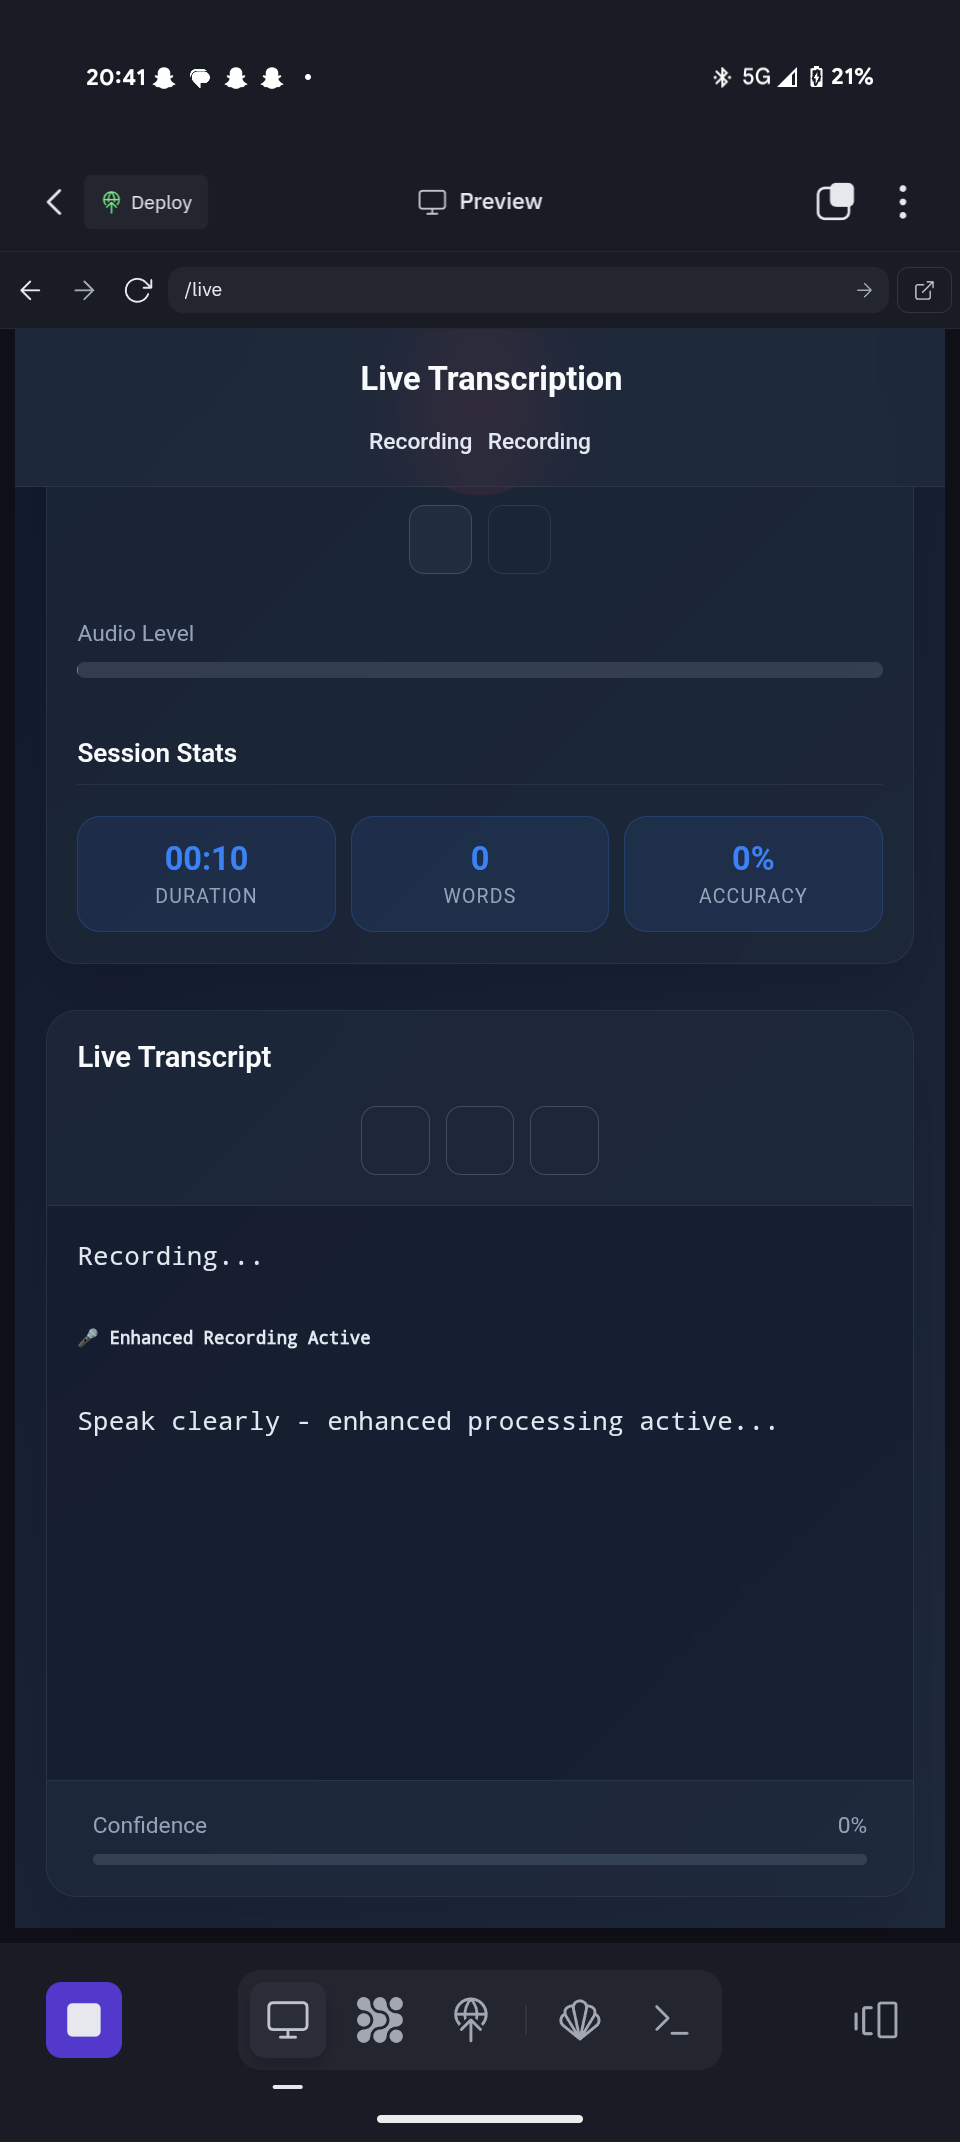 20:41
5G 21%
Deploy
Preview
/live
Live Transcription
Recording Recording
Audio Level
Session Stats
00:10
DURATION
0
WORDS
0%
ACCURACY
Live Transcript
Recording...
🎤 Enhanced Recording Active
Speak clearly - enhanced processing active...
Confidence 0%